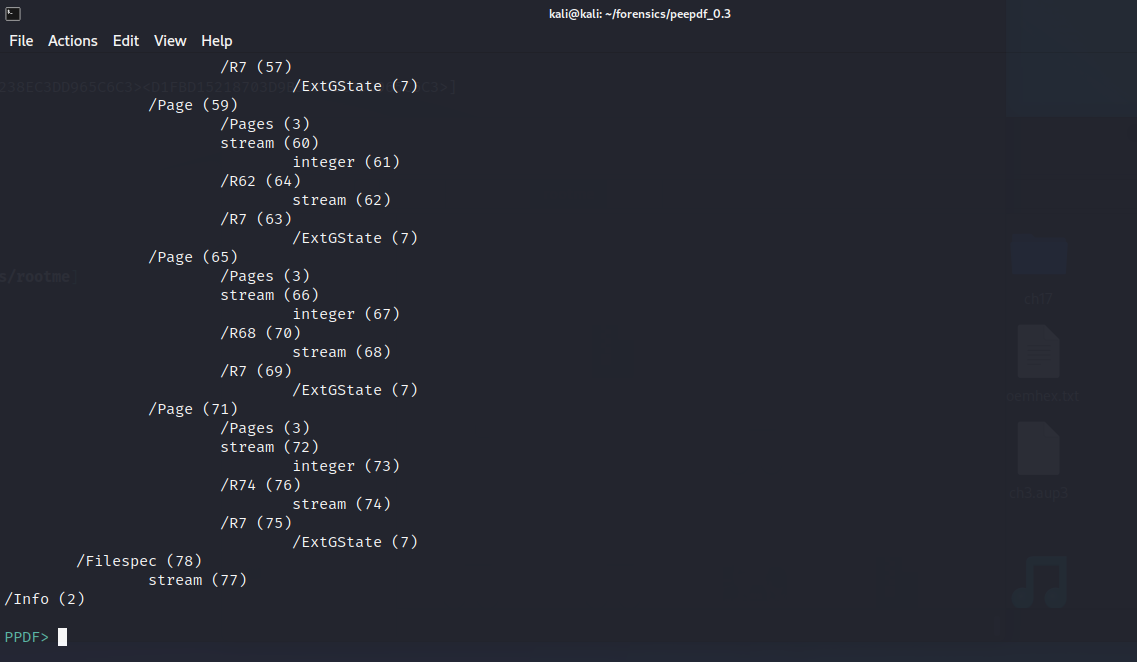 kali@kali: ~/forensics/peepdf_0.3
File Actions Edit View Help
/R7 (57)
/ExtGState (7)
/Page (59)
/Pages (3)
stream (60)
integer (61)
/R62 (64)
stream (62)
/R7 (63)
/ExtGState (7)
/Page (65)
/Pages (3)
stream (66)
integer (67)
/R68 (70)
stream (68)
/R7 (69)
/ExtGState (7)
/Page (71)
/Pages (3)
stream (72)
integer (73)
/R74 (76)
stream (74)
/R7 (75)
/ExtGState (7)
/Filespec (78)
stream (77)
/Info (2)
PPDF>
s/rootme
ch17
ch3.aup3